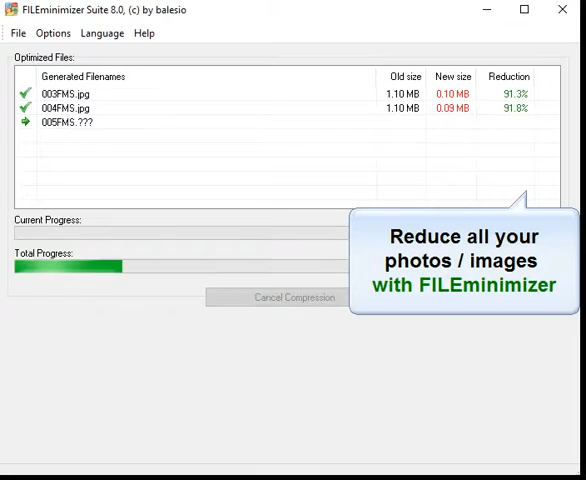 FILEminimizer Suite 8.0, (c) by balesio
File Options Language Help
Optimized Files:
Generated Filenames Old size New size Reduction
003FMS.jpg 1.10 MB 0.10 MB 91.3%
004FMS.jpg 1.10 MB 0.09 MB 91.8%
005FMS.???
Current Progress:
Total Progress:
Cancel Compression
Reduce all your
photos / images
with FILEminimizer